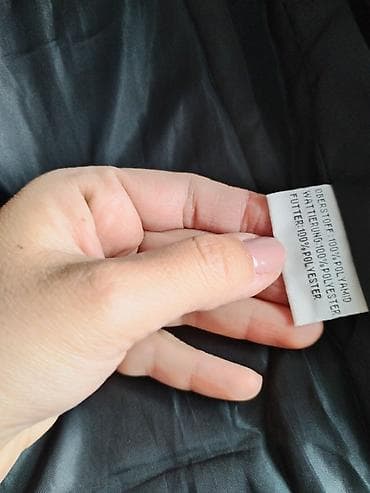 OBERSTOFF:100%POLYAMID
WATTIERUNG:100%POLYESTER
FUTTER:100%POLYESTER